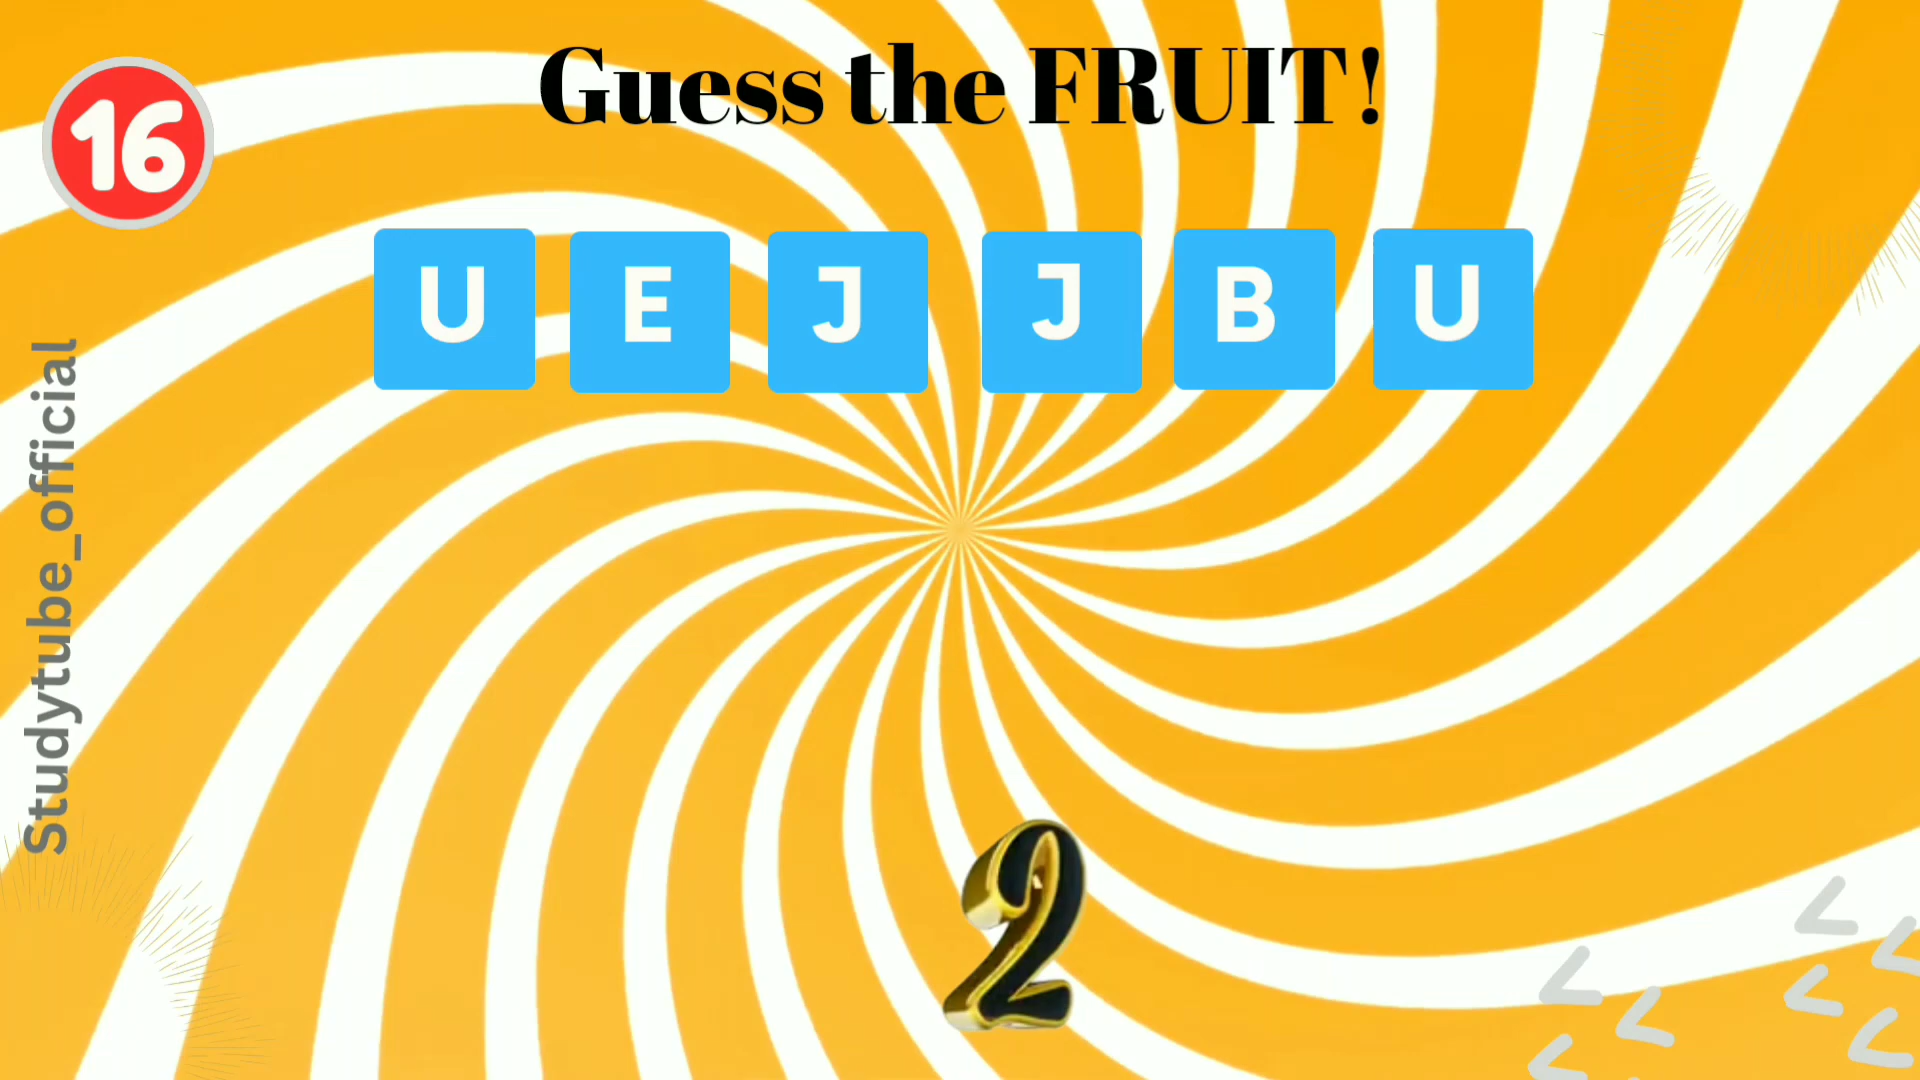 Guess the FRUIT!
16
U E J J B U
Studytube_official
2